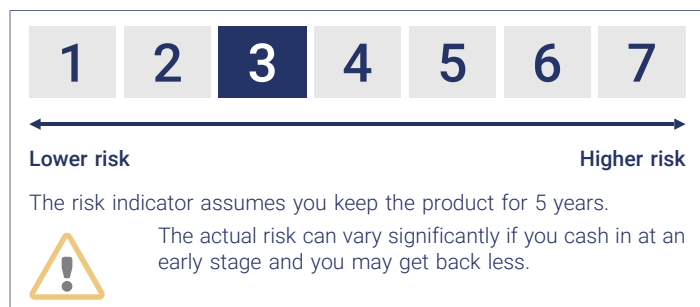 1 2 3 4 5 6 7
Lower risk Higher risk
The risk indicator assumes you keep the product for 5 years.
The actual risk can vary significantly if you cash in at an
early stage and you may get back less.